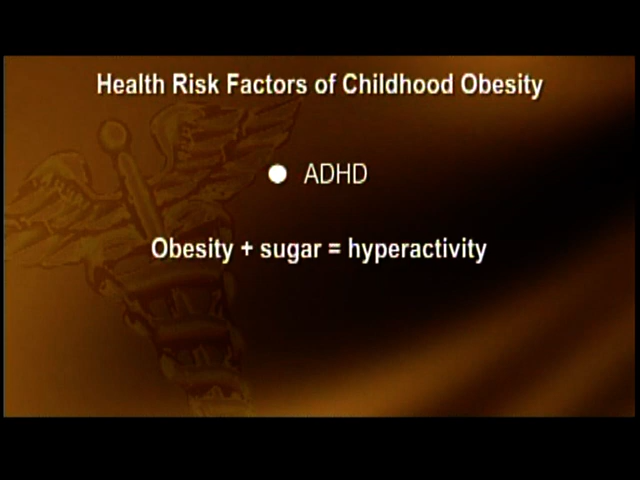 Health Risk Factors of Childhood Obesity
ADHD
Obesity + sugar = hyperactivity